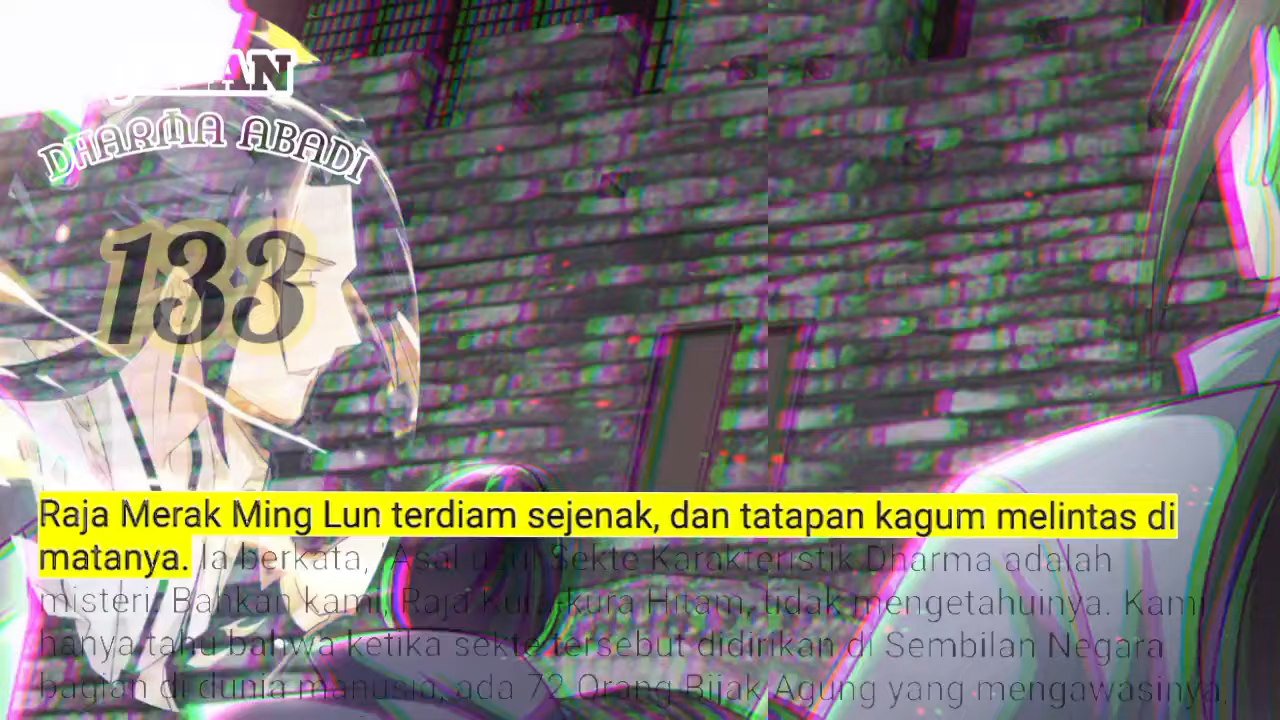 DHARMA ABADI
133
Raja Merak Ming Lun terdiam sejenak, dan tatapan kagum melintas di
matanya. Ia berkata, 'Asal usul Sekte Karakteristik Dharma adalah
misteri. Bahkan kami, Raja Kura-kura Hitam, tidak mengetahuinya. Kami
hanya tahu bahwa ketika sekte tersebut didirikan di Sembilan Negara
bagian di dunia manusia, ada 72 Orang Bijak Agung yang mengawasinya.